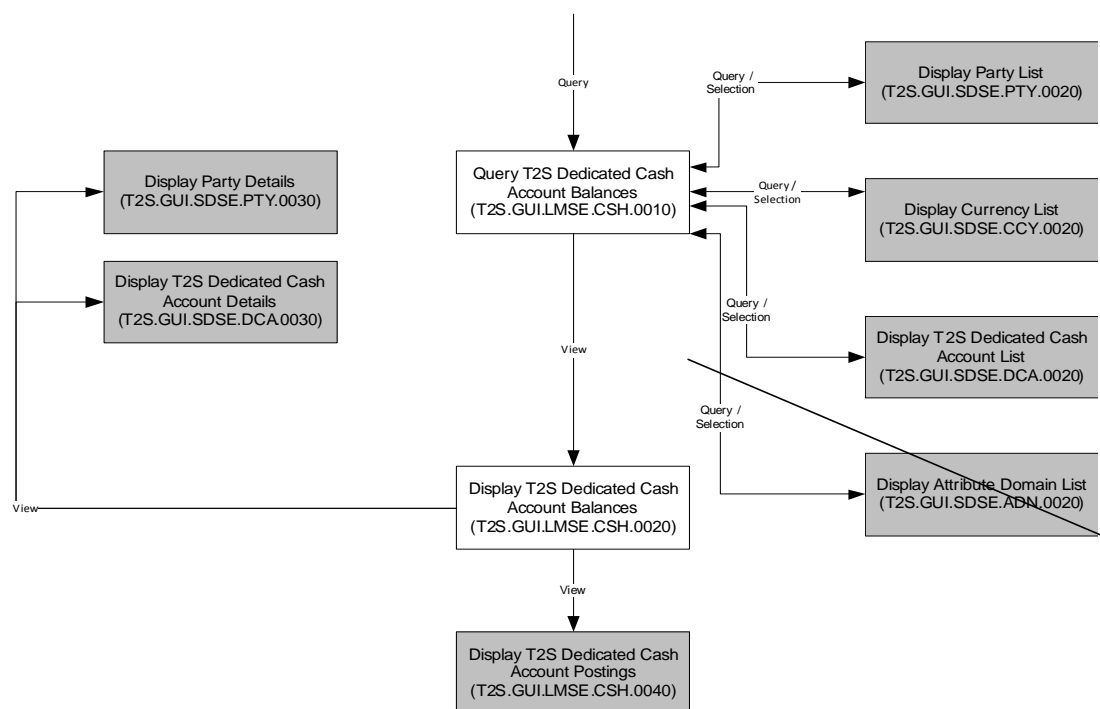 Query
Query /
Selection
Display Party List
(T2S.GUI.SDSE.PTY.0020)
Display Party Details
(T2S.GUI.SDSE.PTY.0030)
Query T2S Dedicated Cash
Account Balances
(T2S.GUI.LMSE.CSH.0010)
Query /
Selection
Display Currency List
(T2S.GUI.SDSE.CCY.0020)
Display T2S Dedicated Cash
Account Details
(T2S.GUI.SDSE.DCA.0030)
Query /
Selection
View
Display T2S Dedicated Cash
Account List
(T2S.GUI.SDSE.DCA.0020)
Query /
Selection
Display Attribute Domain List
(T2S.GUI.SDSE.ADN.0020)
View
Display T2S Dedicated Cash
Account Balances
(T2S.GUI.LMSE.CSH.0020)
View
Display T2S Dedicated Cash
Account Postings
(T2S.GUI.LMSE.CSH.0040)